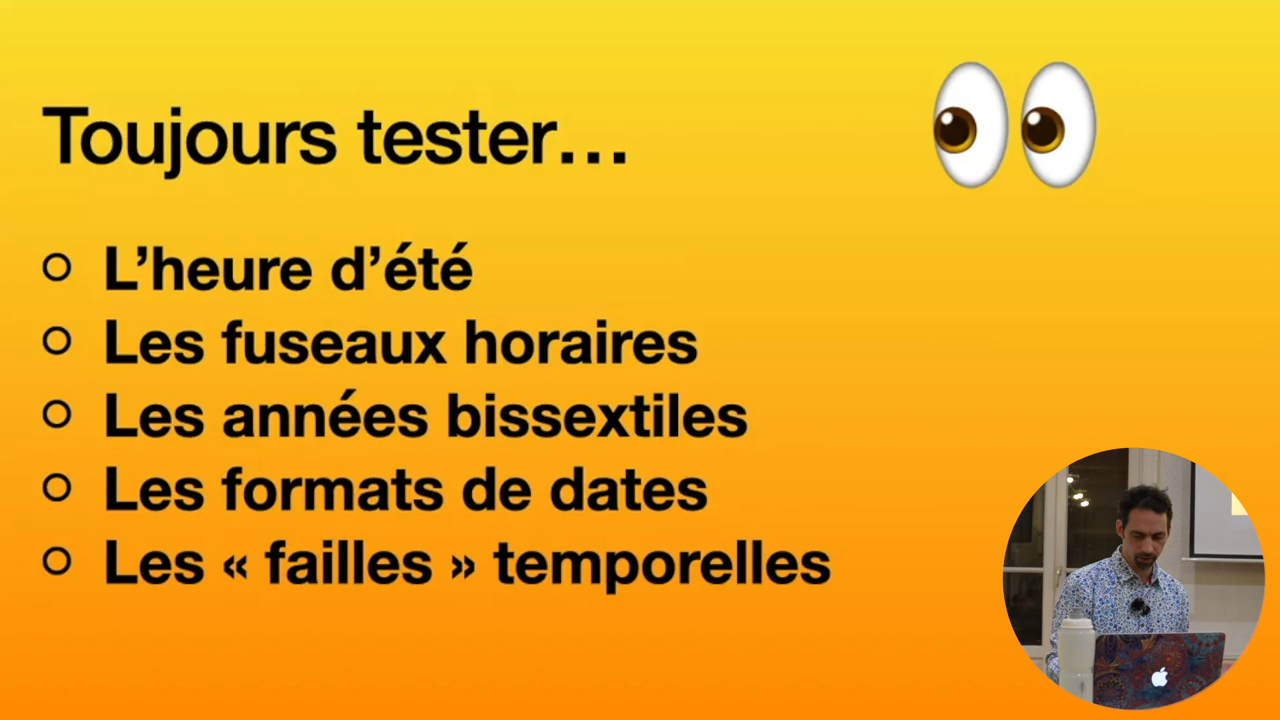 Toujours tester…
L’heure d’été
Les fuseaux horaires
Les années bissextiles
Les formats de dates
Les « failles » temporelles